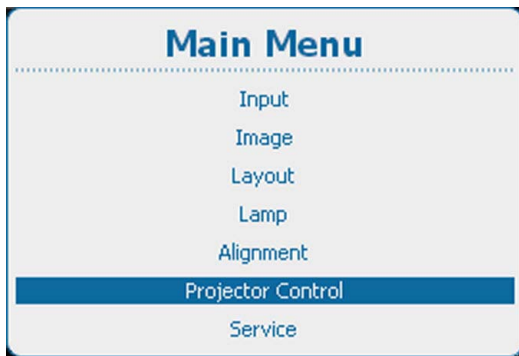 Main Menu
Input
Image
Layout
Lamp
Alignment
Projector Control
Service